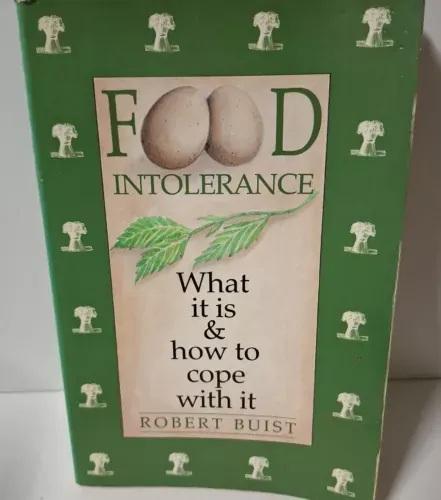 FOOD
INTOLERANCE
What
it is
&
how to
cope
with it
ROBERT BUIST